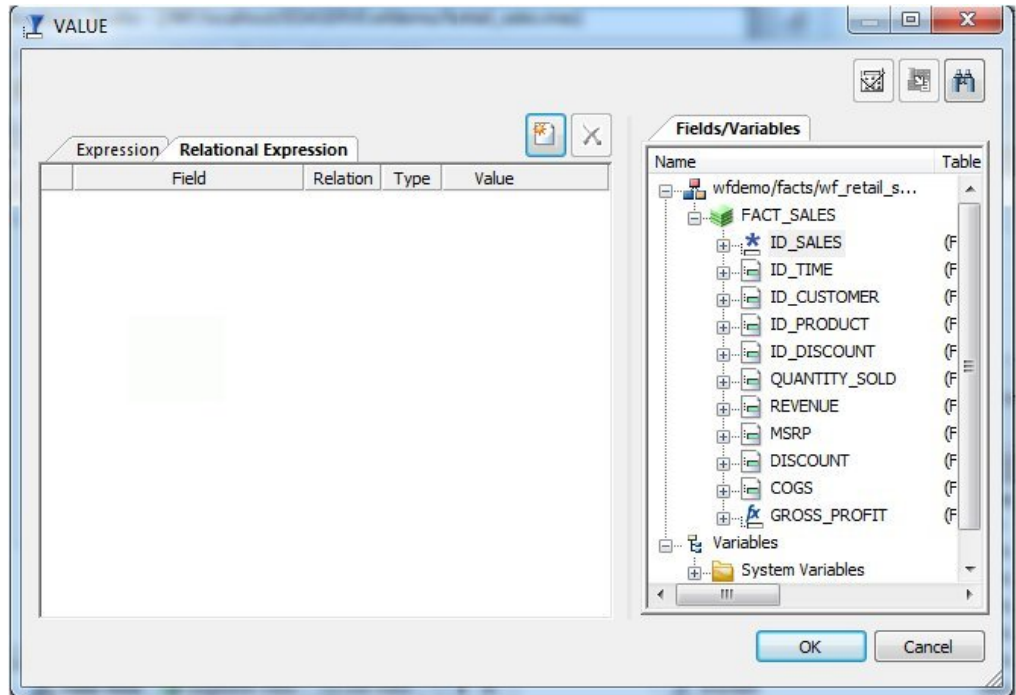 VALUE
Expression Relational Expression
Field Relation Type Value
Fields/Variables
Name Table
wfdemo/facts/wf_retail_s...
FACT_SALES
ID_SALES (F
ID_TIME (F
ID_CUSTOMER (F
ID_PRODUCT (F
ID_DISCOUNT (F
QUANTITY_SOLD (F
REVENUE (F
MSRP (F
DISCOUNT (F
COGS (F
fx GROSS_PROFIT (F
Variables
System Variables
OK Cancel